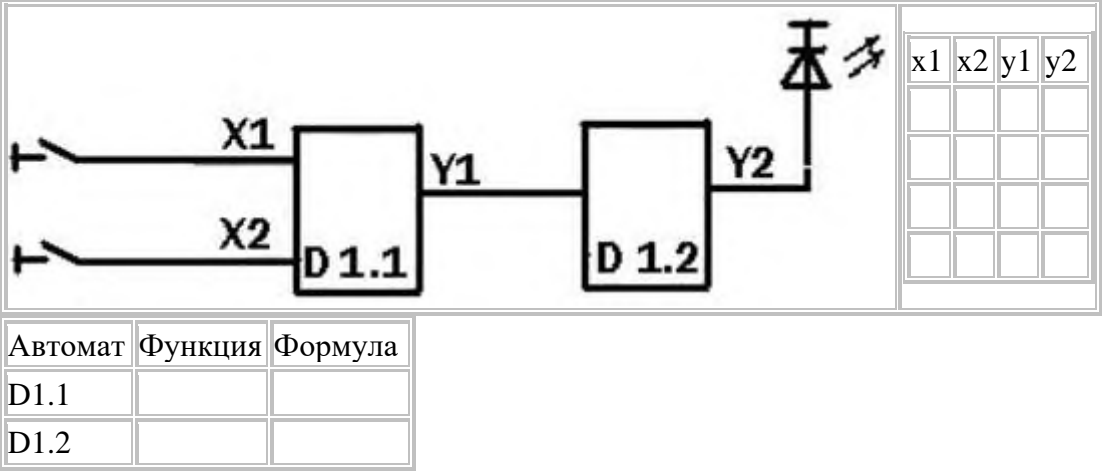 X1
X2
D 1.1
Y1
D 1.2
Y2
x1 x2 y1 y2
Автомат Функция Формула
D1.1
D1.2